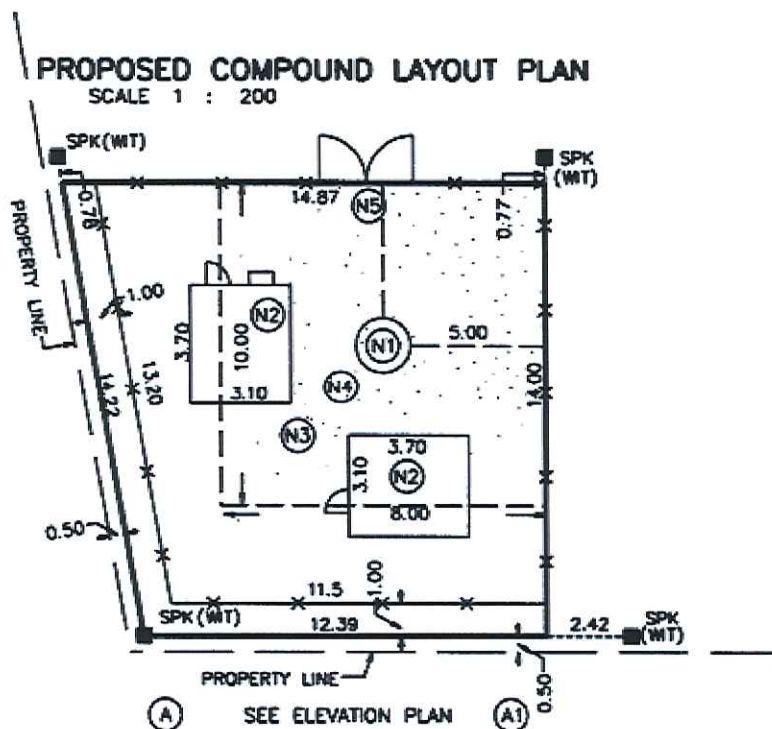 PROPOSED COMPOUND LAYOUT PLAN
SCALE 1 : 200
SPK(WIT)
SPK
(WIT)
0.78
14.87
N5
0.77
PROPERTY LINE
1.00
N2
3.70
10.00
3.10
N1
5.00
14.22
13.20
N4
14.00
N3
3.70
3.10
N2
8.00
0.50
11.5
1.00
SPK(WIT)
12.39
2.42
SPK
(WIT)
PROPERTY LINE
0.50
A
SEE ELEVATION PLAN
A1